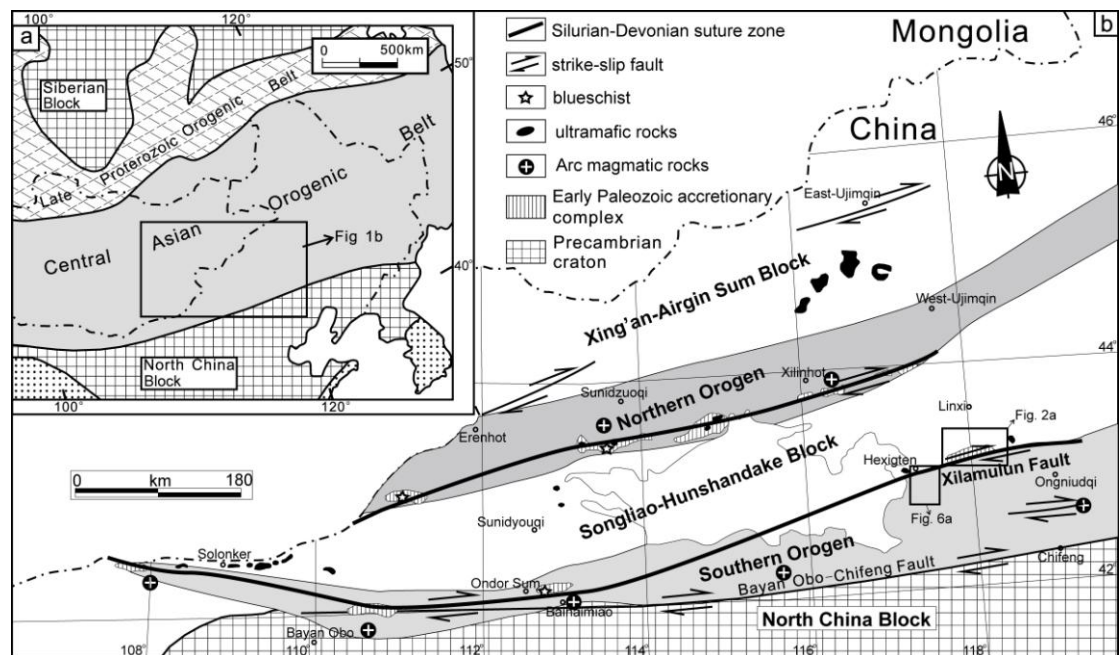 a
100°
120°
0
500km
50°
Siberian
Block
Late Proterozoic Orogenic Belt
Central Asian Orogenic Belt
Fig 1b
40°
North China
Block
100°
120°
b
Silurian-Devonian suture zone
strike-slip fault
blueschist
ultramafic rocks
Arc magmatic rocks
Early Paleozoic accretionary
complex
Precambrian
craton
Mongolia
China
46°
N
East-Ujimqin
Xing'an-Airgin Sum Block
West-Ujimqin
44°
Xilinhot
Sunidzuoqi
Northern Orogen
Erenhot
Linxi
Fig. 2a
Hexigten
Xilamulun Fault
Ongniudqi
Fig. 6a
km
180
Songliao-Hunshandake Block
Sunidyouqi
Solonker
Southern Orogen
Chifeng
42°
Ondor Sum
Bayan Obo-Chifeng Fault
Bainaimiao
Bayan Obo
North China Block
108°
110°
112°
114°
116°
118°